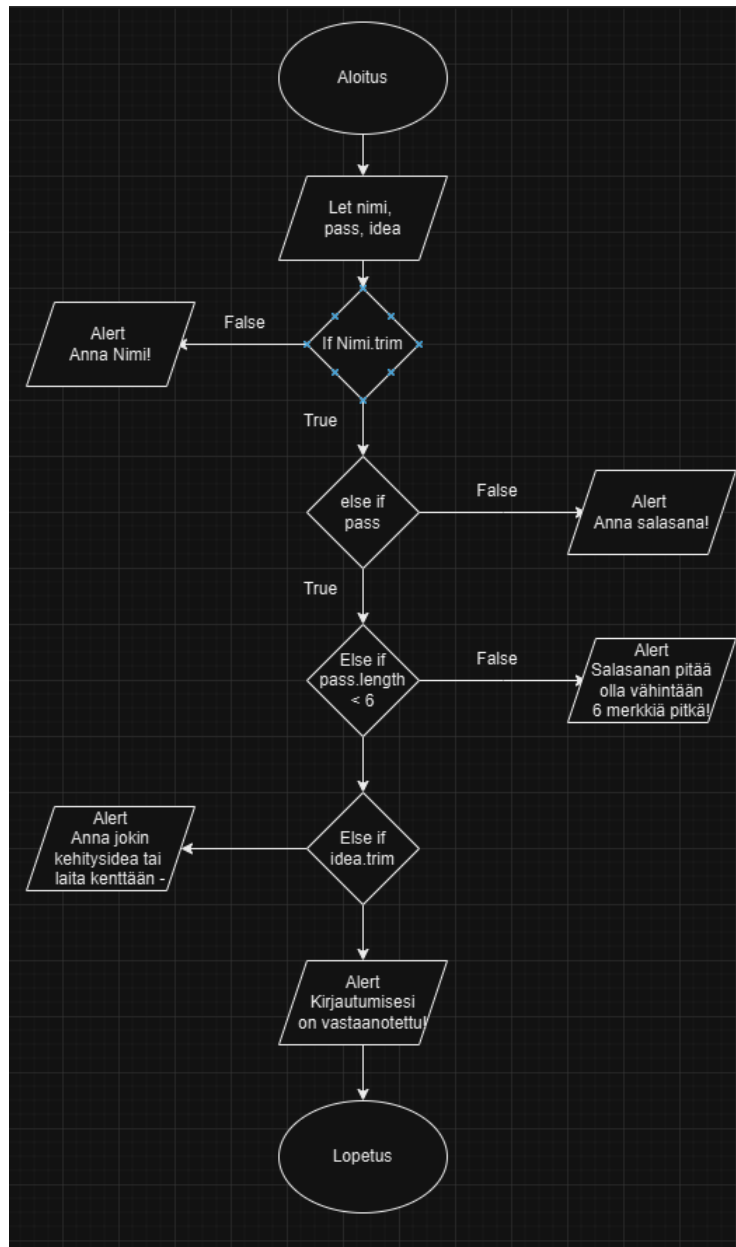 Aloitus
Let nimi,
pass, idea
If Nimi.trim
False
Alert
Anna Nimi!
True
else if
pass
False
Alert
Anna salasana!
True
Else if
pass.length
< 6
False
Alert
Salasanan pitää
olla vähintään
6 merkkiä pitkä!
Else if
idea.trim
Alert
Anna jokin
kehitysidea tai
laita kenttään -
Alert
Kirjautumisesi
on vastaanotettu!
Lopetus